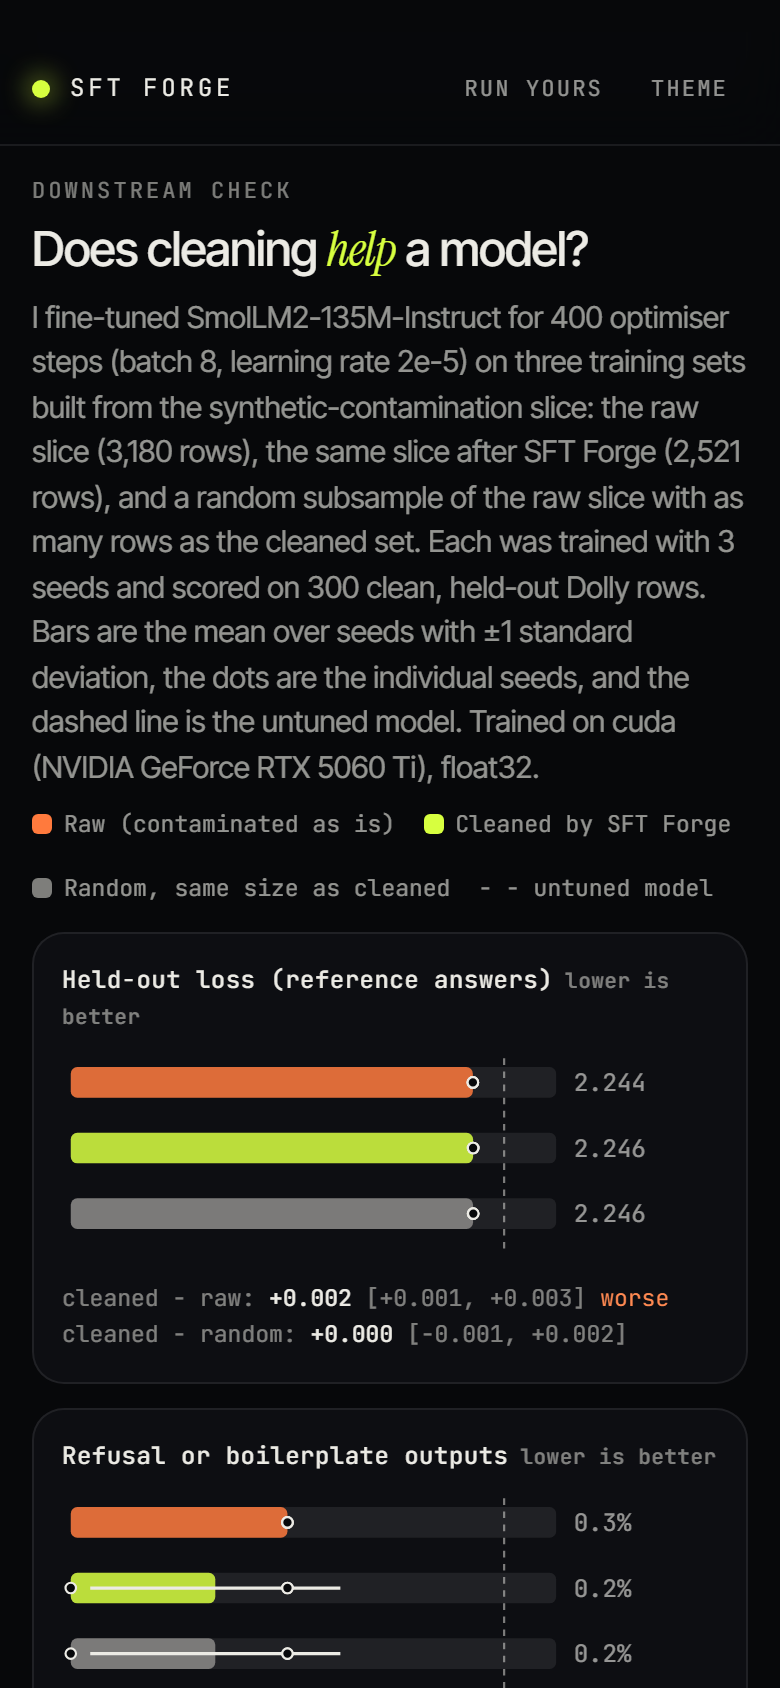 SFT FORGE
RUN YOURS
THEME
DOWNSTREAM CHECK
Does cleaning help a model?
I fine-tuned SmolLM2-135M-Instruct for 400 optimiser
steps (batch 8, learning rate 2e-5) on three training sets
built from the synthetic-contamination slice: the raw
slice (3,180 rows), the same slice after SFT Forge (2,521
rows), and a random subsample of the raw slice with as
many rows as the cleaned set. Each was trained with 3
seeds and scored on 300 clean, held-out Dolly rows.
Bars are the mean over seeds with ±1 standard
deviation, the dots are the individual seeds, and the
dashed line is the untuned model. Trained on cuda
(NVIDIA GeForce RTX 5060 Ti), float32.
Raw (contaminated as is)
Cleaned by SFT Forge
Random, same size as cleaned
- - untuned model
Held-out loss (reference answers) lower is
better
2.244
2.246
2.246
cleaned - raw: +0.002 [+0.001, +0.003] worse
cleaned - random: +0.000 [-0.001, +0.002]
Refusal or boilerplate outputs lower is better
0.3%
0.2%
0.2%